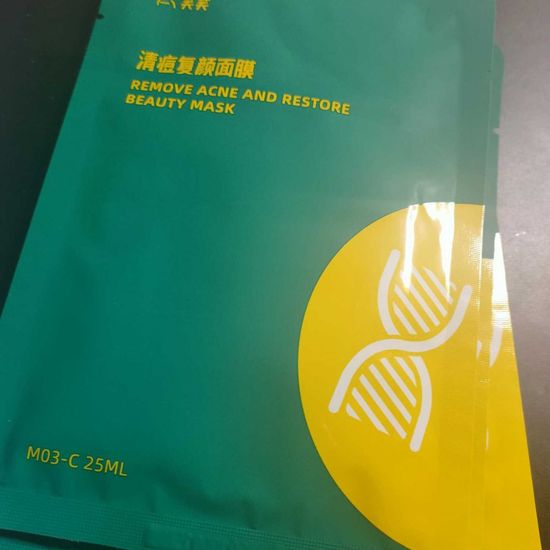 清痘复颜面膜
REMOVE ACNE AND RESTORE
BEAUTY MASK
M03-C 25ML